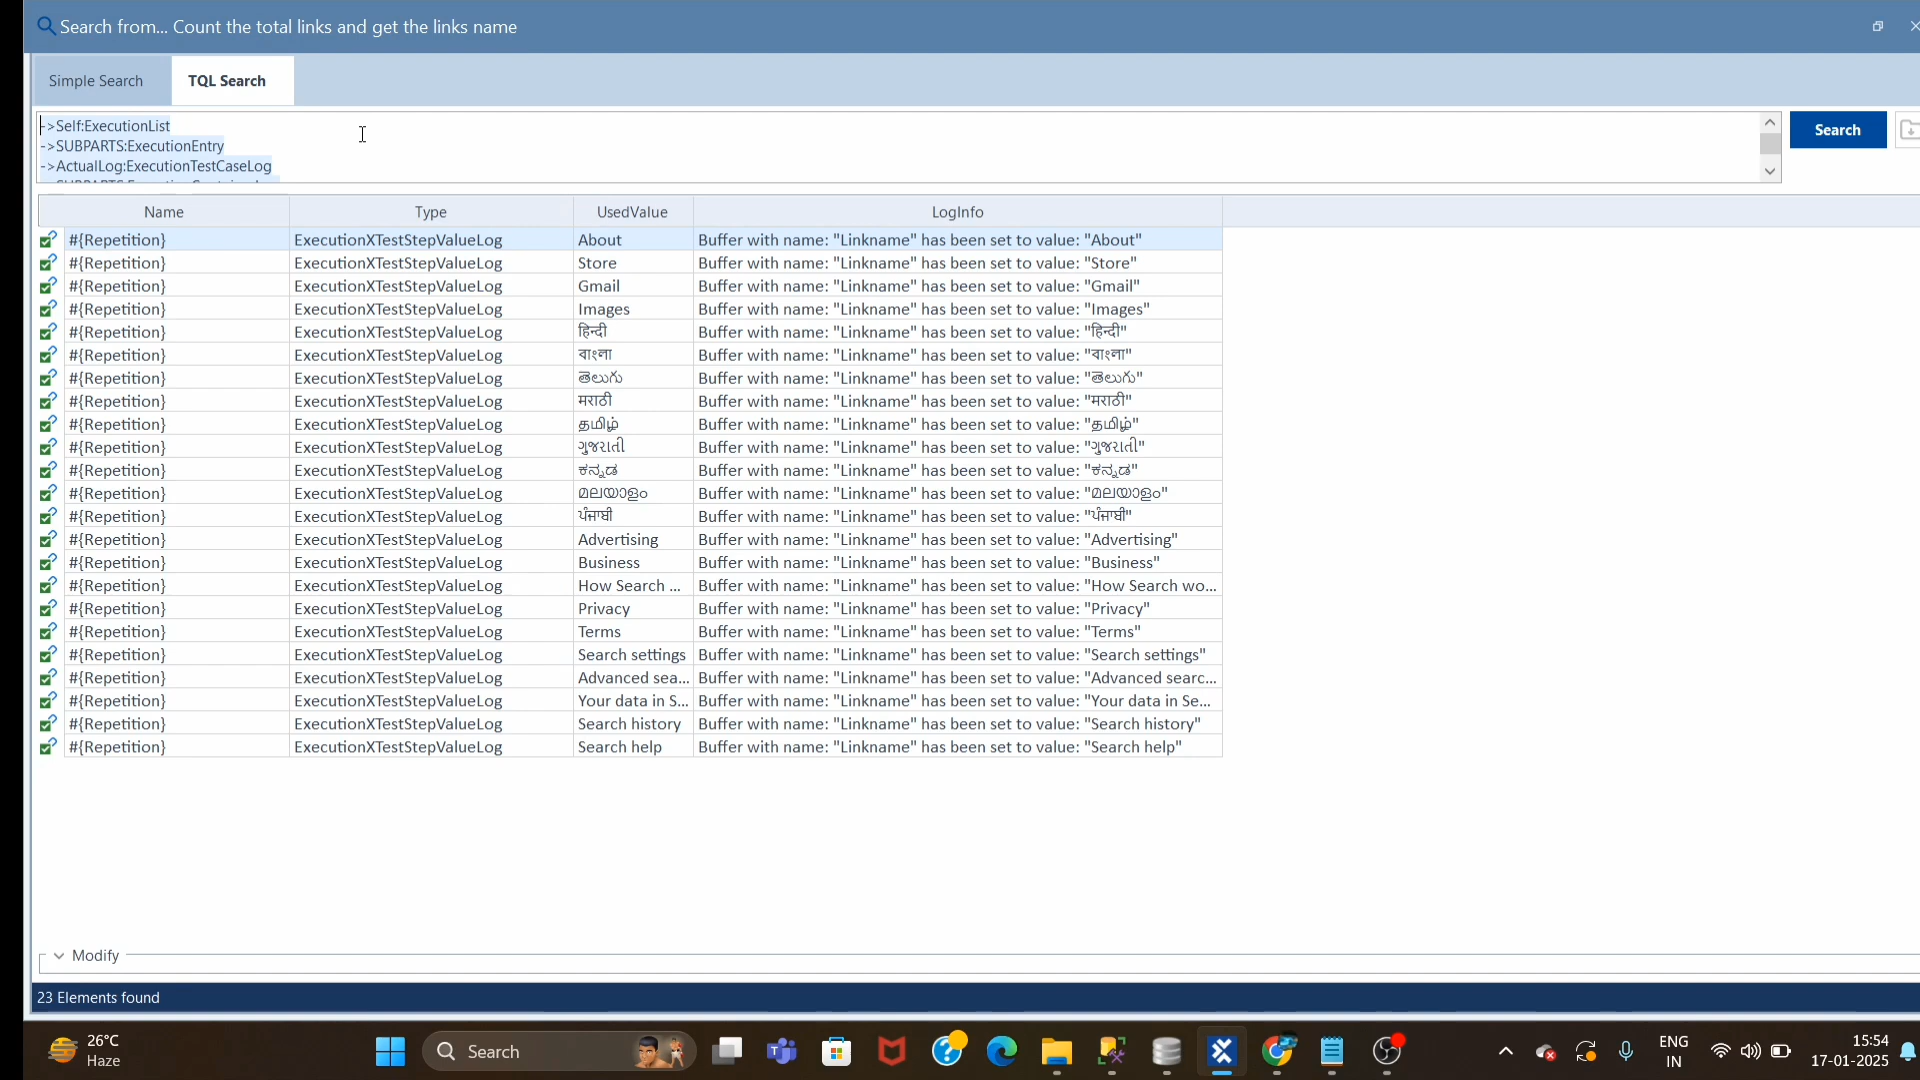 Search from... Count the total links and get the links name
Simple Search TQL Search
->Self:ExecutionList
->SUBPARTS:ExecutionEntry
->ActualLog:ExecutionTestCaseLog
Search
Name Type UsedValue LogInfo
#{Repetition} ExecutionXTestStepValueLog About Buffer with name: "Linkname" has been set to value: "About"
#{Repetition} ExecutionXTestStepValueLog Store Buffer with name: "Linkname" has been set to value: "Store"
#{Repetition} ExecutionXTestStepValueLog Gmail Buffer with name: "Linkname" has been set to value: "Gmail"
#{Repetition} ExecutionXTestStepValueLog Images Buffer with name: "Linkname" has been set to value: "Images"
#{Repetition} ExecutionXTestStepValueLog हिन्दी Buffer with name: "Linkname" has been set to value: "हिन्दी"
#{Repetition} ExecutionXTestStepValueLog বাংলা Buffer with name: "Linkname" has been set to value: "বাংলা"
#{Repetition} ExecutionXTestStepValueLog తెలుగు Buffer with name: "Linkname" has been set to value: "తెలుగు"
#{Repetition} ExecutionXTestStepValueLog मराठी Buffer with name: "Linkname" has been set to value: "मराठी"
#{Repetition} ExecutionXTestStepValueLog தமிழ் Buffer with name: "Linkname" has been set to value: "தமிழ்"
#{Repetition} ExecutionXTestStepValueLog ગુજરાતી Buffer with name: "Linkname" has been set to value: "ગુજરાતી"
#{Repetition} ExecutionXTestStepValueLog ಕನ್ನಡ Buffer with name: "Linkname" has been set to value: "ಕನ್ನಡ"
#{Repetition} ExecutionXTestStepValueLog മലയാളം Buffer with name: "Linkname" has been set to value: "മലയാളം"
#{Repetition} ExecutionXTestStepValueLog ਪੰਜਾਬੀ Buffer with name: "Linkname" has been set to value: "ਪੰਜਾਬੀ"
#{Repetition} ExecutionXTestStepValueLog Advertising Buffer with name: "Linkname" has been set to value: "Advertising"
#{Repetition} ExecutionXTestStepValueLog Business Buffer with name: "Linkname" has been set to value: "Business"
#{Repetition} ExecutionXTestStepValueLog How Search ... Buffer with name: "Linkname" has been set to value: "How Search wo...
#{Repetition} ExecutionXTestStepValueLog Privacy Buffer with name: "Linkname" has been set to value: "Privacy"
#{Repetition} ExecutionXTestStepValueLog Terms Buffer with name: "Linkname" has been set to value: "Terms"
#{Repetition} ExecutionXTestStepValueLog Search settings Buffer with name: "Linkname" has been set to value: "Search settings"
#{Repetition} ExecutionXTestStepValueLog Advanced sea... Buffer with name: "Linkname" has been set to value: "Advanced searc...
#{Repetition} ExecutionXTestStepValueLog Your data in S... Buffer with name: "Linkname" has been set to value: "Your data in Se...
#{Repetition} ExecutionXTestStepValueLog Search history Buffer with name: "Linkname" has been set to value: "Search history"
#{Repetition} ExecutionXTestStepValueLog Search help Buffer with name: "Linkname" has been set to value: "Search help"
Modify
23 Elements found
26°C
Haze
Search
ENG
IN
15:54
17-01-2025